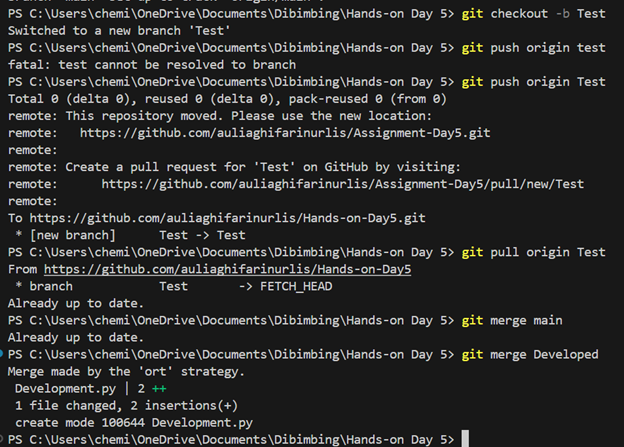 PS C:\Users\chemi\OneDrive\Documents\Dibimbing\Hands-on Day 5> git checkout -b Test
Switched to a new branch 'Test'
PS C:\Users\chemi\OneDrive\Documents\Dibimbing\Hands-on Day 5> git push origin test
fatal: test cannot be resolved to branch
PS C:\Users\chemi\OneDrive\Documents\Dibimbing\Hands-on Day 5> git push origin Test
Total 0 (delta 0), reused 0 (delta 0), pack-reused 0 (from 0)
remote: This repository moved. Please use the new location:
remote:   https://github.com/auliaghifarinurlis/Assignment-Day5.git
remote:
remote: Create a pull request for 'Test' on GitHub by visiting:
remote:      https://github.com/auliaghifarinurlis/Assignment-Day5/pull/new/Test
remote:
To https://github.com/auliaghifarinurlis/Hands-on-Day5.git
 * [new branch]      Test -> Test
PS C:\Users\chemi\OneDrive\Documents\Dibimbing\Hands-on Day 5> git pull origin Test
From https://github.com/auliaghifarinurlis/Hands-on-Day5
 * branch            Test       -> FETCH_HEAD
Already up to date.
PS C:\Users\chemi\OneDrive\Documents\Dibimbing\Hands-on Day 5> git merge main
Already up to date.
PS C:\Users\chemi\OneDrive\Documents\Dibimbing\Hands-on Day 5> git merge Developed
Merge made by the 'ort' strategy.
 Development.py | 2 ++
 1 file changed, 2 insertions(+)
 create mode 100644 Development.py
PS C:\Users\chemi\OneDrive\Documents\Dibimbing\Hands-on Day 5>